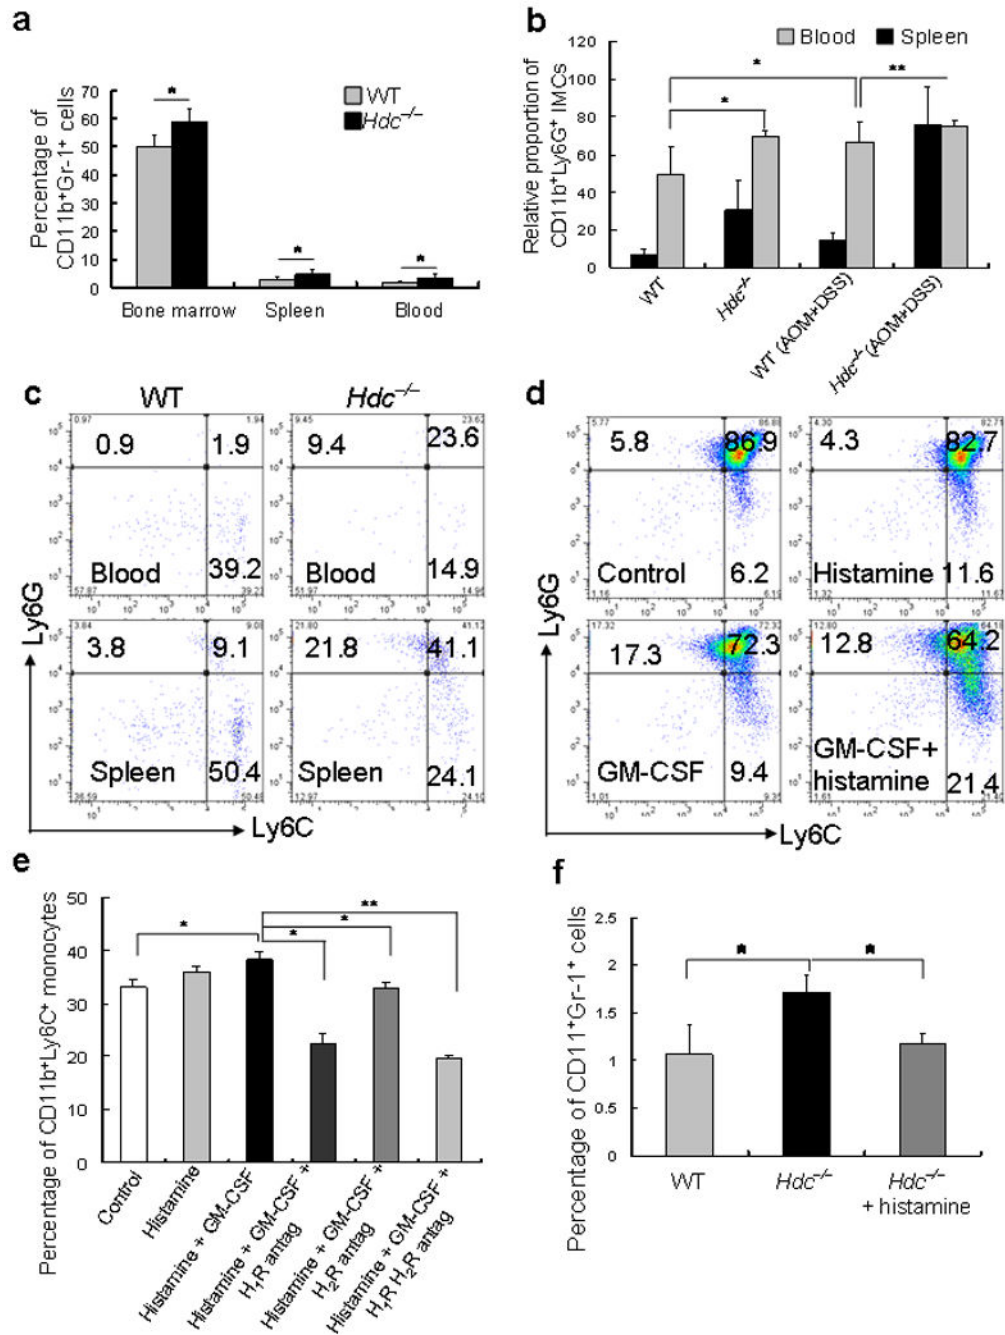 a
Percentage of
CD11b⁺Gr-1⁺ cells
70
60
50
40
30
20
10
0
*
*
*
WT
Hdc⁻/⁻
Bone marrow
Spleen
Blood
b
Relative proportion of
CD11b⁺Ly6G⁺ IMCs
Blood
Spleen
120
100
80
60
40
20
0
*
*
**
WT
Hdc⁻/⁻
WT (AOM+DSS)
Hdc⁻/⁻ (AOM+DSS)
c
WT
Hdc⁻/⁻
0.9
1.9
Blood
39.2
9.4
23.6
Blood
14.9
3.8
9.1
Spleen
50.4
21.8
41.1
Spleen
24.1
Ly6G
Ly6C
d
5.8
86.9
Control
6.2
4.3
82.7
Histamine
11.6
17.3
72.3
GM-CSF
9.4
12.8
64.2
GM-CSF+
histamine
21.4
Ly6G
Ly6C
e
Percentage of CD11b⁺Ly6C⁺ monocytes
50
40
30
20
10
0
*
*
*
**
Control
Histamine
Histamine + GM-CSF
Histamine + GM-CSF +
H₁R antag
Histamine + GM-CSF +
H₂R antag
Histamine + GM-CSF +
H₁R H₂R antag
f
Percentage of CD11⁺Gr-1⁺ cells
2.5
2
1.5
1
0.5
0
*
*
WT
Hdc⁻/⁻
Hdc⁻/⁻
+ histamine